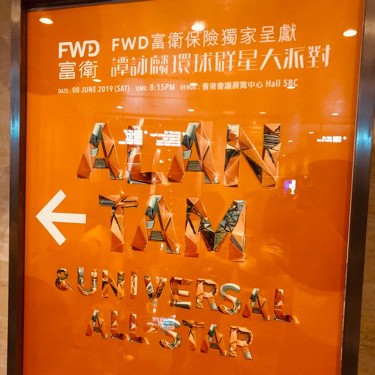 FWD FWD富衛保險獨家呈獻
富衛 譚詠麟環球群星大派對
DATE : 08 JUNE 2019 (SAT) TIME : 8:15PM VENUE : 香港會議展覽中心 Hall 5BC
ALAN
TAM
& UNIVERSAL
ALL-STAR